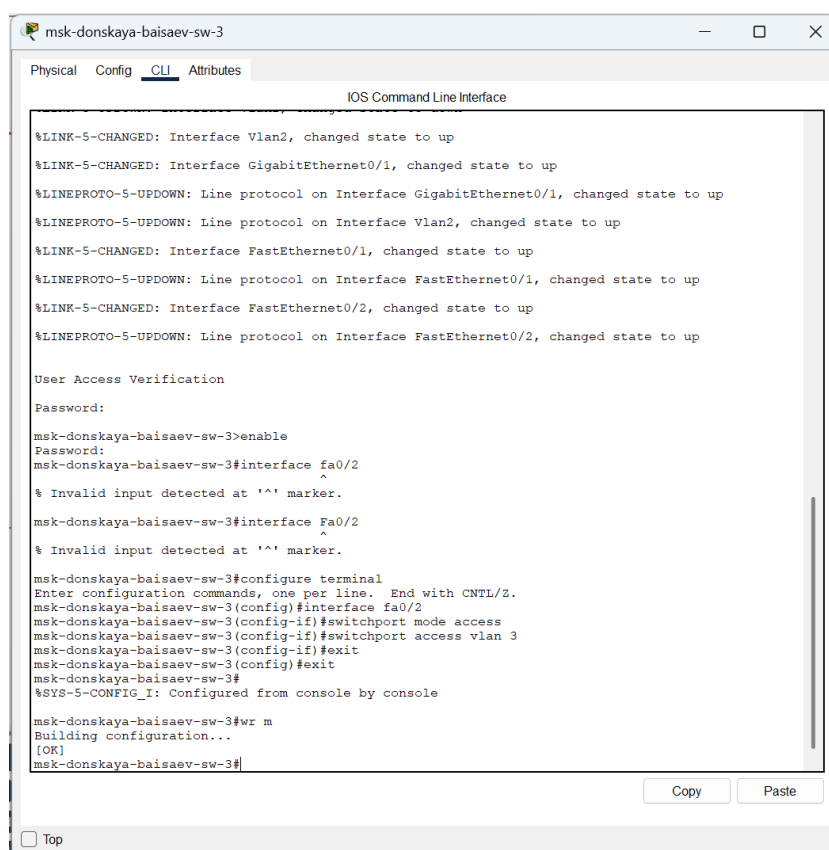 msk-donskaya-baisaev-sw-3
Physical Config CLI Attributes
IOS Command Line Interface
%LINK-5-CHANGED: Interface Vlan2, changed state to up
%LINK-5-CHANGED: Interface GigabitEthernet0/1, changed state to up
%LINEPROTO-5-UPDOWN: Line protocol on Interface GigabitEthernet0/1, changed state to up
%LINEPROTO-5-UPDOWN: Line protocol on Interface Vlan2, changed state to up
%LINK-5-CHANGED: Interface FastEthernet0/1, changed state to up
%LINEPROTO-5-UPDOWN: Line protocol on Interface FastEthernet0/1, changed state to up
%LINK-5-CHANGED: Interface FastEthernet0/2, changed state to up
%LINEPROTO-5-UPDOWN: Line protocol on Interface FastEthernet0/2, changed state to up
User Access Verification
Password:
msk-donskaya-baisaev-sw-3>enable
Password:
msk-donskaya-baisaev-sw-3#interface fa0/2
^
% Invalid input detected at '^' marker.
msk-donskaya-baisaev-sw-3#interface Fa0/2
^
% Invalid input detected at '^' marker.
msk-donskaya-baisaev-sw-3#configure terminal
Enter configuration commands, one per line. End with CNTL/Z.
msk-donskaya-baisaev-sw-3(config)#interface fa0/2
msk-donskaya-baisaev-sw-3(config-if)#switchport mode access
msk-donskaya-baisaev-sw-3(config-if)#switchport access vlan 3
msk-donskaya-baisaev-sw-3(config-if)#exit
msk-donskaya-baisaev-sw-3(config)#exit
msk-donskaya-baisaev-sw-3#
%SYS-5-CONFIG_I: Configured from console by console
msk-donskaya-baisaev-sw-3#wr m
Building configuration...
[OK]
msk-donskaya-baisaev-sw-3#
Copy Paste
Top